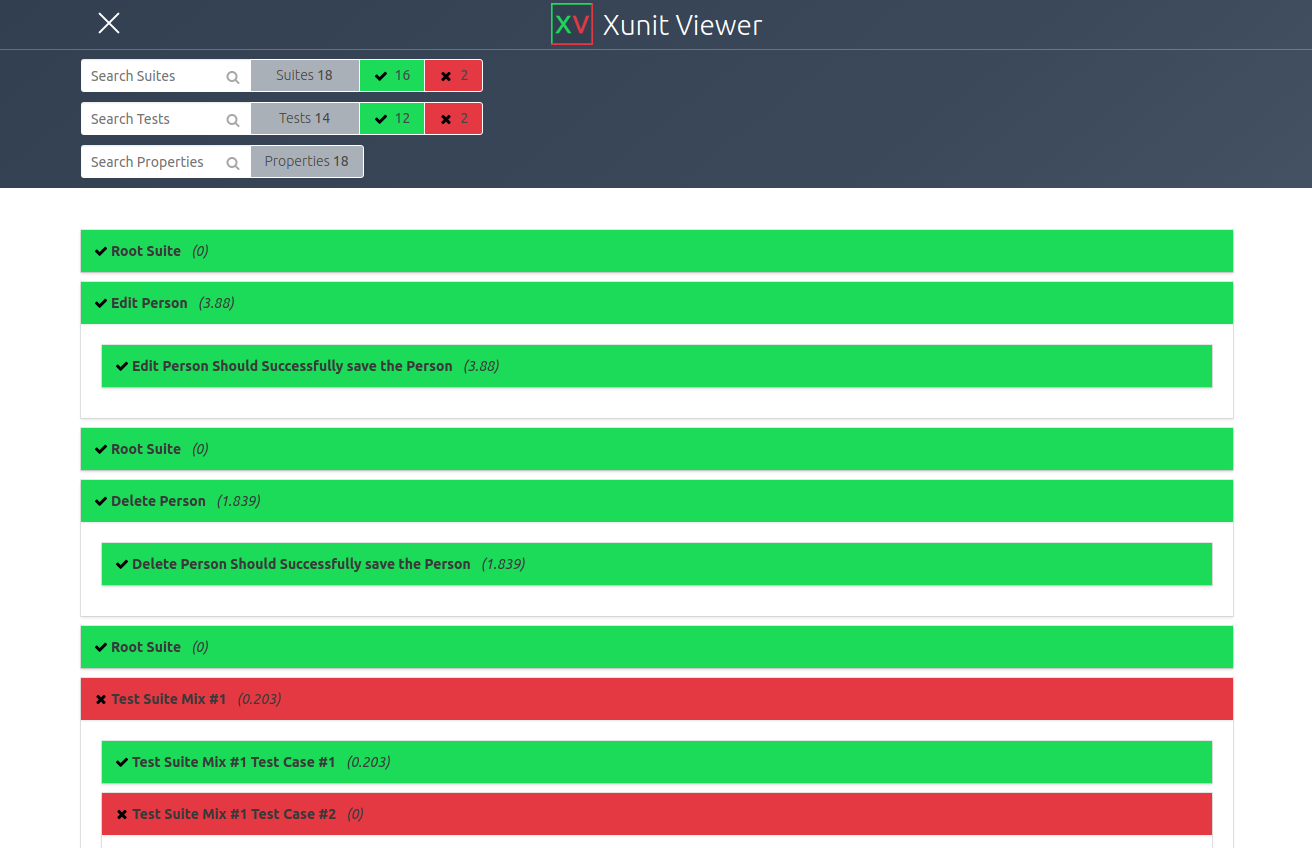 XV Xunit Viewer
Search Suites Suites 18 16 2
Search Tests Tests 14 12 2
Search Properties Properties 18
Root Suite (0)
Edit Person (3.88)
Edit Person Should Successfully save the Person (3.88)
Root Suite (0)
Delete Person (1.839)
Delete Person Should Successfully save the Person (1.839)
Root Suite (0)
Test Suite Mix #1 (0.203)
Test Suite Mix #1 Test Case #1 (0.203)
Test Suite Mix #1 Test Case #2 (0)